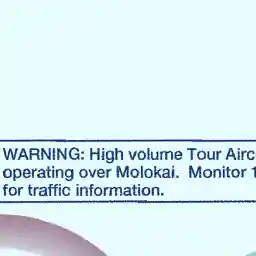 WARNING: High volume Tour Airc
operating over Molokai. Monitor 1
for traffic information.